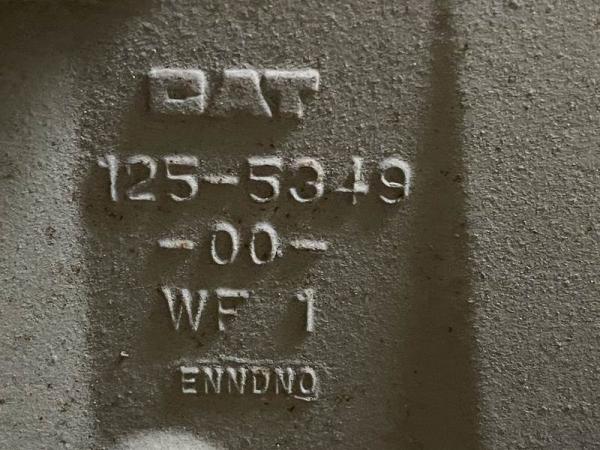 CAT
125-5349
-00-
WF 1
ENNDNQ